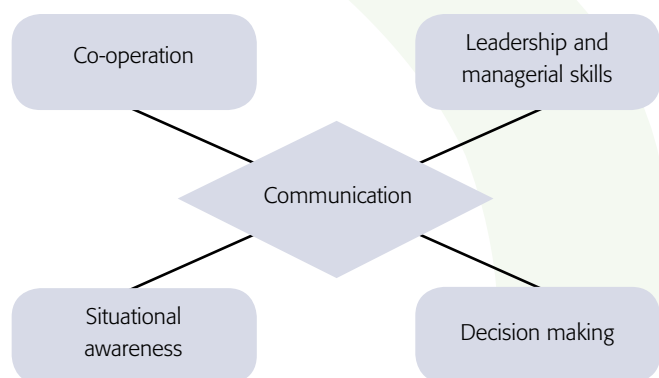 Co-operation
Leadership and
managerial skills
Communication
Situational
awareness
Decision making